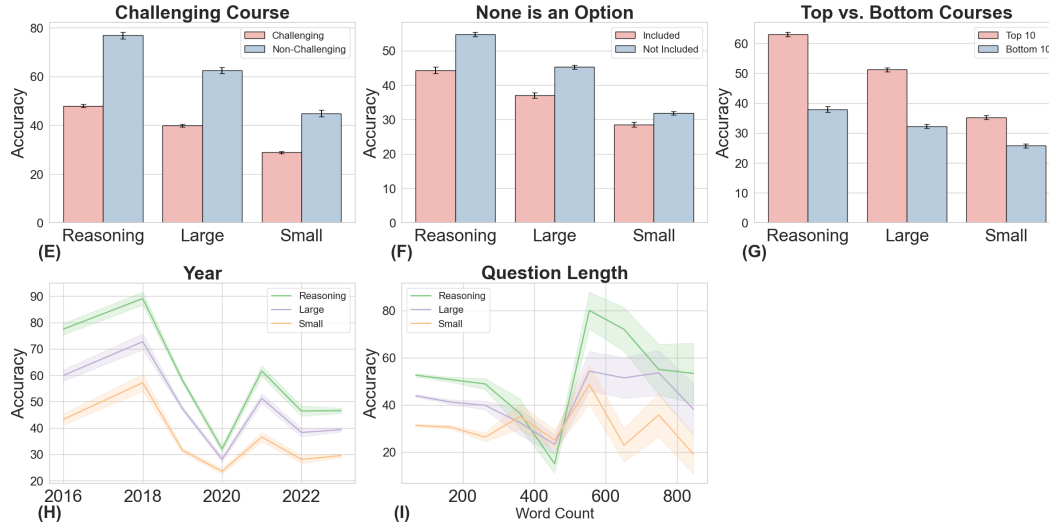 Challenging Course
Accuracy
80
60
40
20
0
Challenging
Non-Challenging
Reasoning Large Small
(E)
None is an Option
Accuracy
50
40
30
20
10
0
Included
Not Included
Reasoning Large Small
(F)
Top vs. Bottom Courses
Accuracy
60
50
40
30
20
10
0
Top 10
Bottom 10
Reasoning Large Small
(G)
Year
Accuracy
90
80
70
60
50
40
30
20
Reasoning
Large
Small
2016 2018 2020 2022
(H)
Question Length
Accuracy
80
60
40
20
Reasoning
Large
Small
200 400 600 800
Word Count
(I)